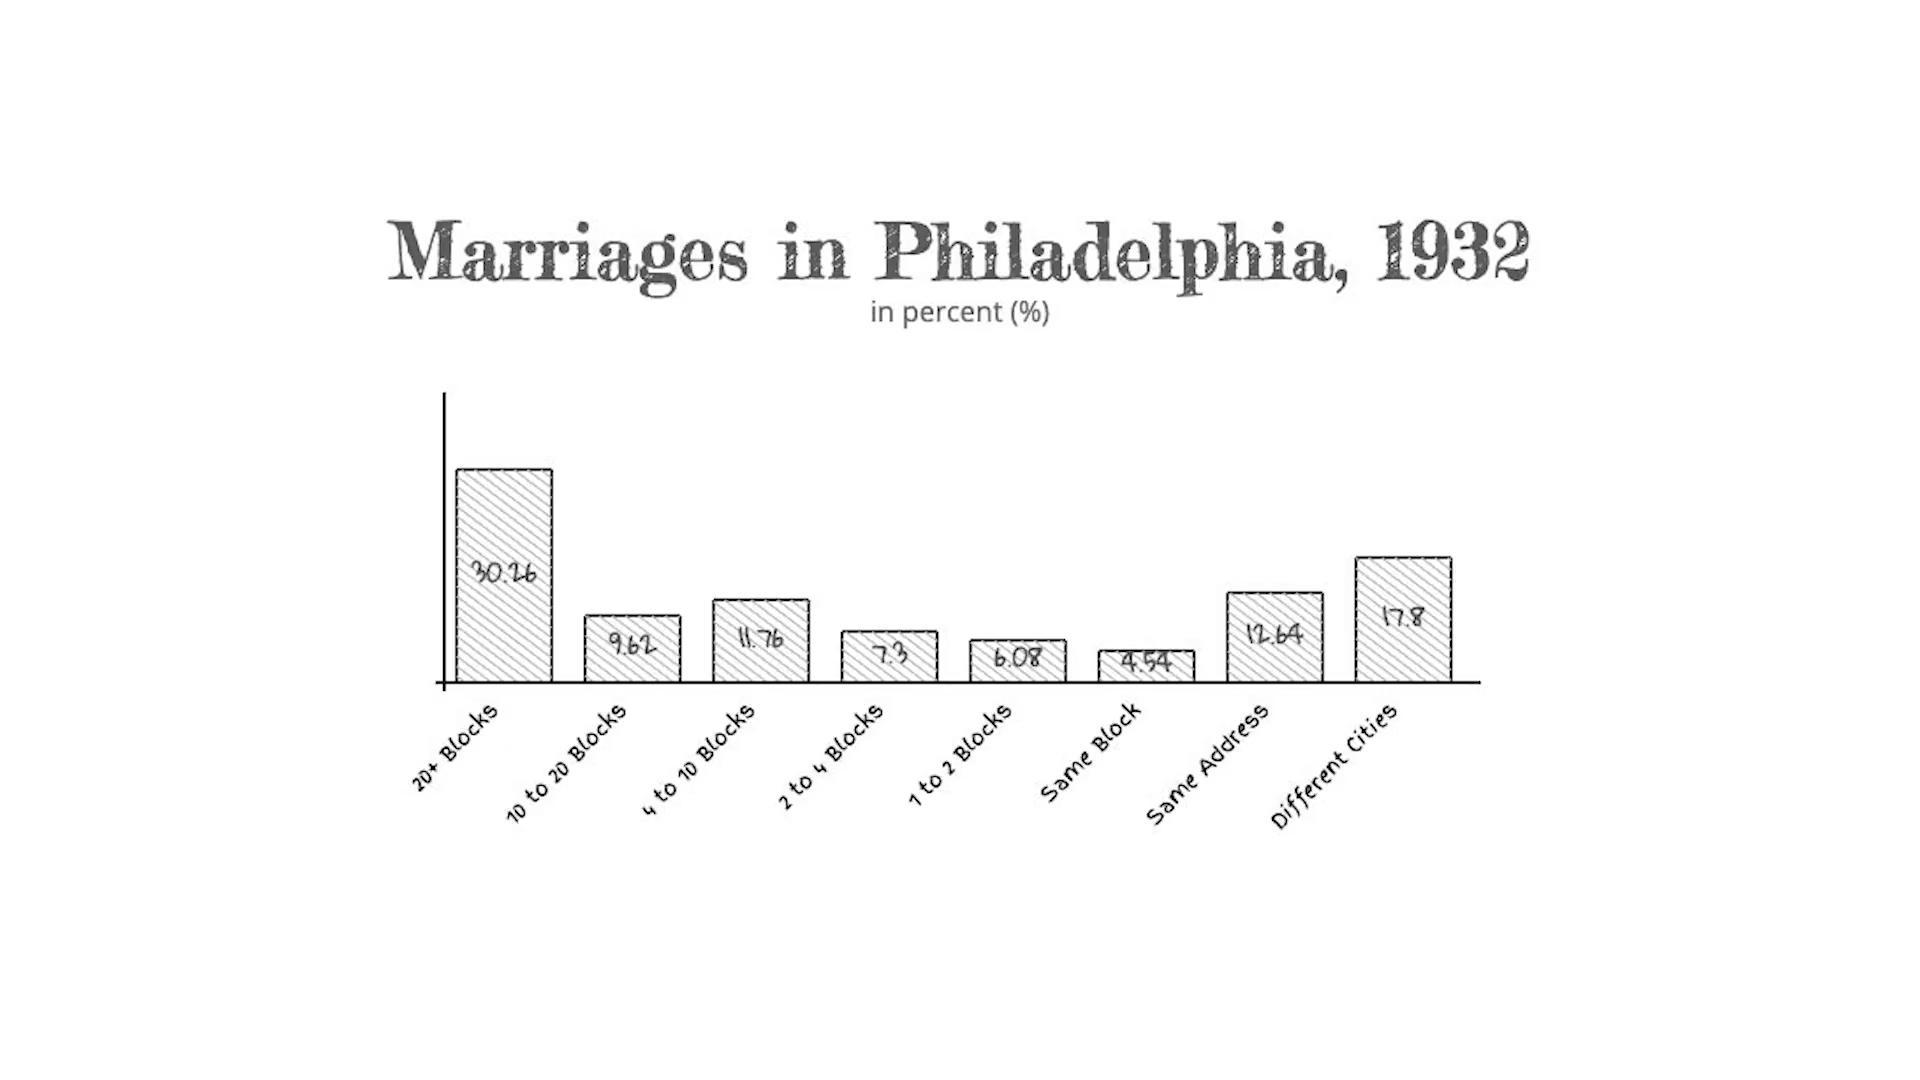 Marriages in Philadelphia, 1932
in percent (%)
30.26
9.62
11.76
7.3
6.08
4.54
12.64
17.8
20+ Blocks
10 to 20 Blocks
4 to 10 Blocks
2 to 4 Blocks
1 to 2 Blocks
Same Block
Same Address
Different Cities